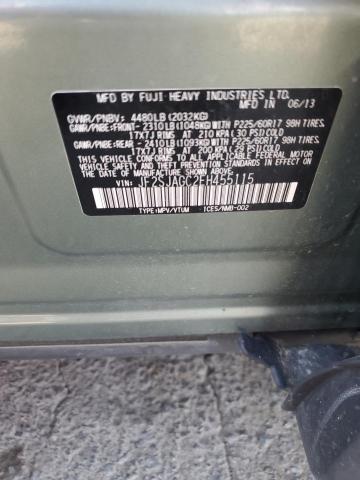 MFD BY FUJI HEAVY INDUSTRIES LTD.
MFD IN 06/13
GVWR/PNBV: 4480LB(2032KG)
GAWR/PNBE:FRONT- 2310LB(1048KG)WITH P225/60R17 98H TIRES
17X7J RIMS AT 210 KPA (30 PSI)COLD
GAWR/PNBE:REAR- 2410LB(1093KG)WITH P225/60R17 98H TIRES
17X7J RIMS AT 200 KPA (29 PSI)COLD
THIS VEHICLE CONFORMS TO ALL APPLICABLE
FEDERAL MOTOR VEHICLE SAFETY
STANDARDS IN EFFECT ON THE
DATE OF MANUFACTURE SHOWN ABOVE.
VIN: JF2SJAGC2EH455115
TYPE:MPV/VTUM ICES/NMB-002